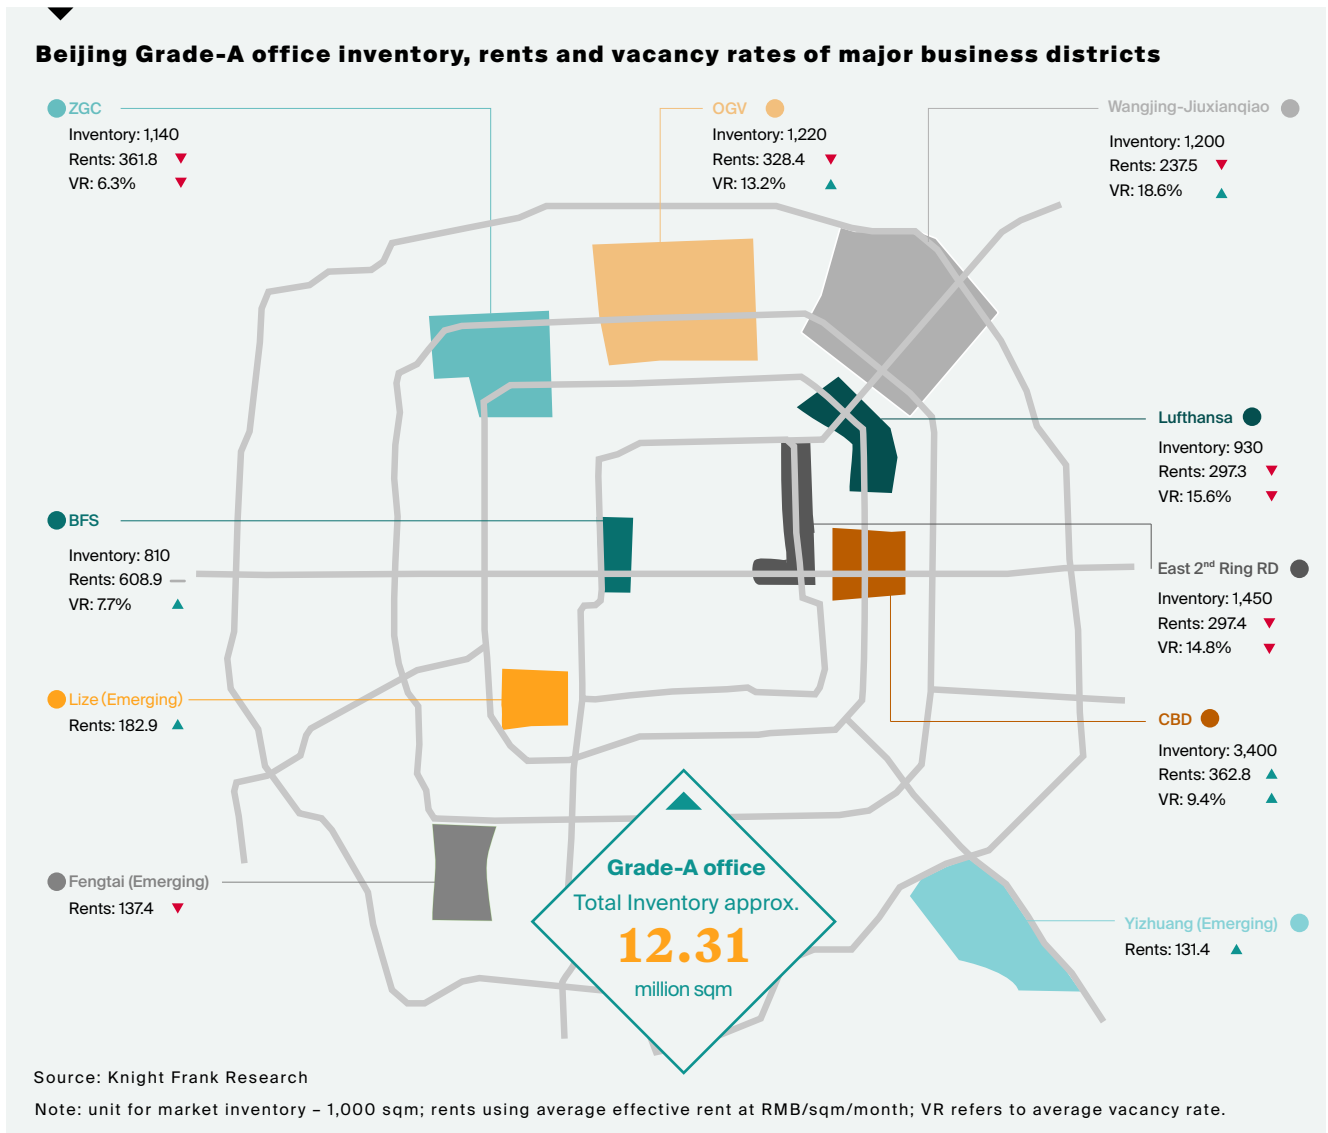 Beijing Grade-A office inventory, rents and vacancy rates of major business districts
ZGC
Inventory: 1,140
Rents: 361.8
VR: 6.3%
OGV
Inventory: 1,220
Rents: 328.4
VR: 13.2%
Wangjing-Jiuxianqiao
Inventory: 1,200
Rents: 237.5
VR: 18.6%
Lufthansa
Inventory: 930
Rents: 297.3
VR: 15.6%
BFS
Inventory: 810
Rents: 608.9
VR: 7.7%
East 2nd Ring RD
Inventory: 1,450
Rents: 297.4
VR: 14.8%
Lize (Emerging)
Rents: 182.9
CBD
Inventory: 3,400
Rents: 362.8
VR: 9.4%
Fengtai (Emerging)
Rents: 137.4
Grade-A office
Total Inventory approx.
12.31
million sqm
Yizhuang (Emerging)
Rents: 131.4
Source: Knight Frank Research
Note: unit for market inventory – 1,000 sqm; rents using average effective rent at RMB/sqm/month; VR refers to average vacancy rate.